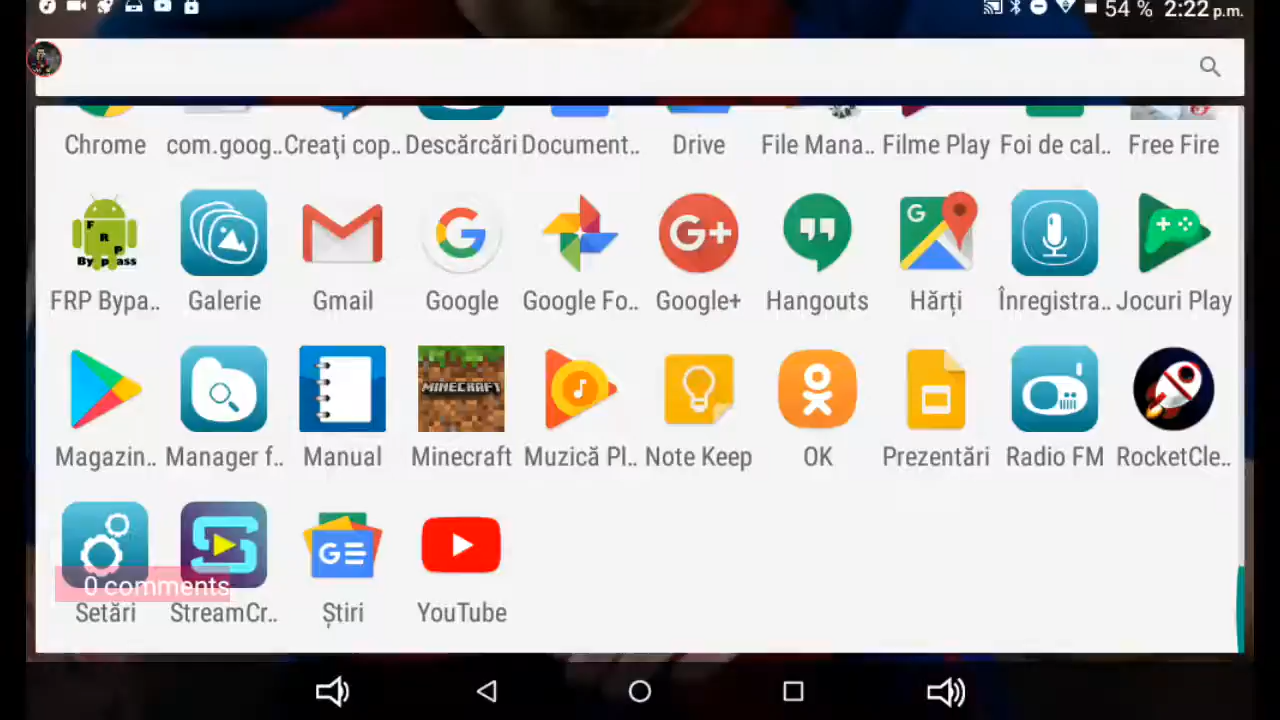 54 % 2:22 p.m.
Chrome com.goog.. Creați cop.. Descărcări Document.. Drive File Mana.. Filme Play Foi de cal.. Free Fire
F R P
Bypass
G+
G
MINECRAFT
FRP Bypa.. Galerie Gmail Google Google Fo.. Google+ Hangouts Hărți Înregistra.. Jocuri Play
Magazin.. Manager f.. Manual Minecraft Muzică Pl.. Note Keep OK Prezentări Radio FM RocketCle..
0 comments
Setări StreamCr.. Știri YouTube